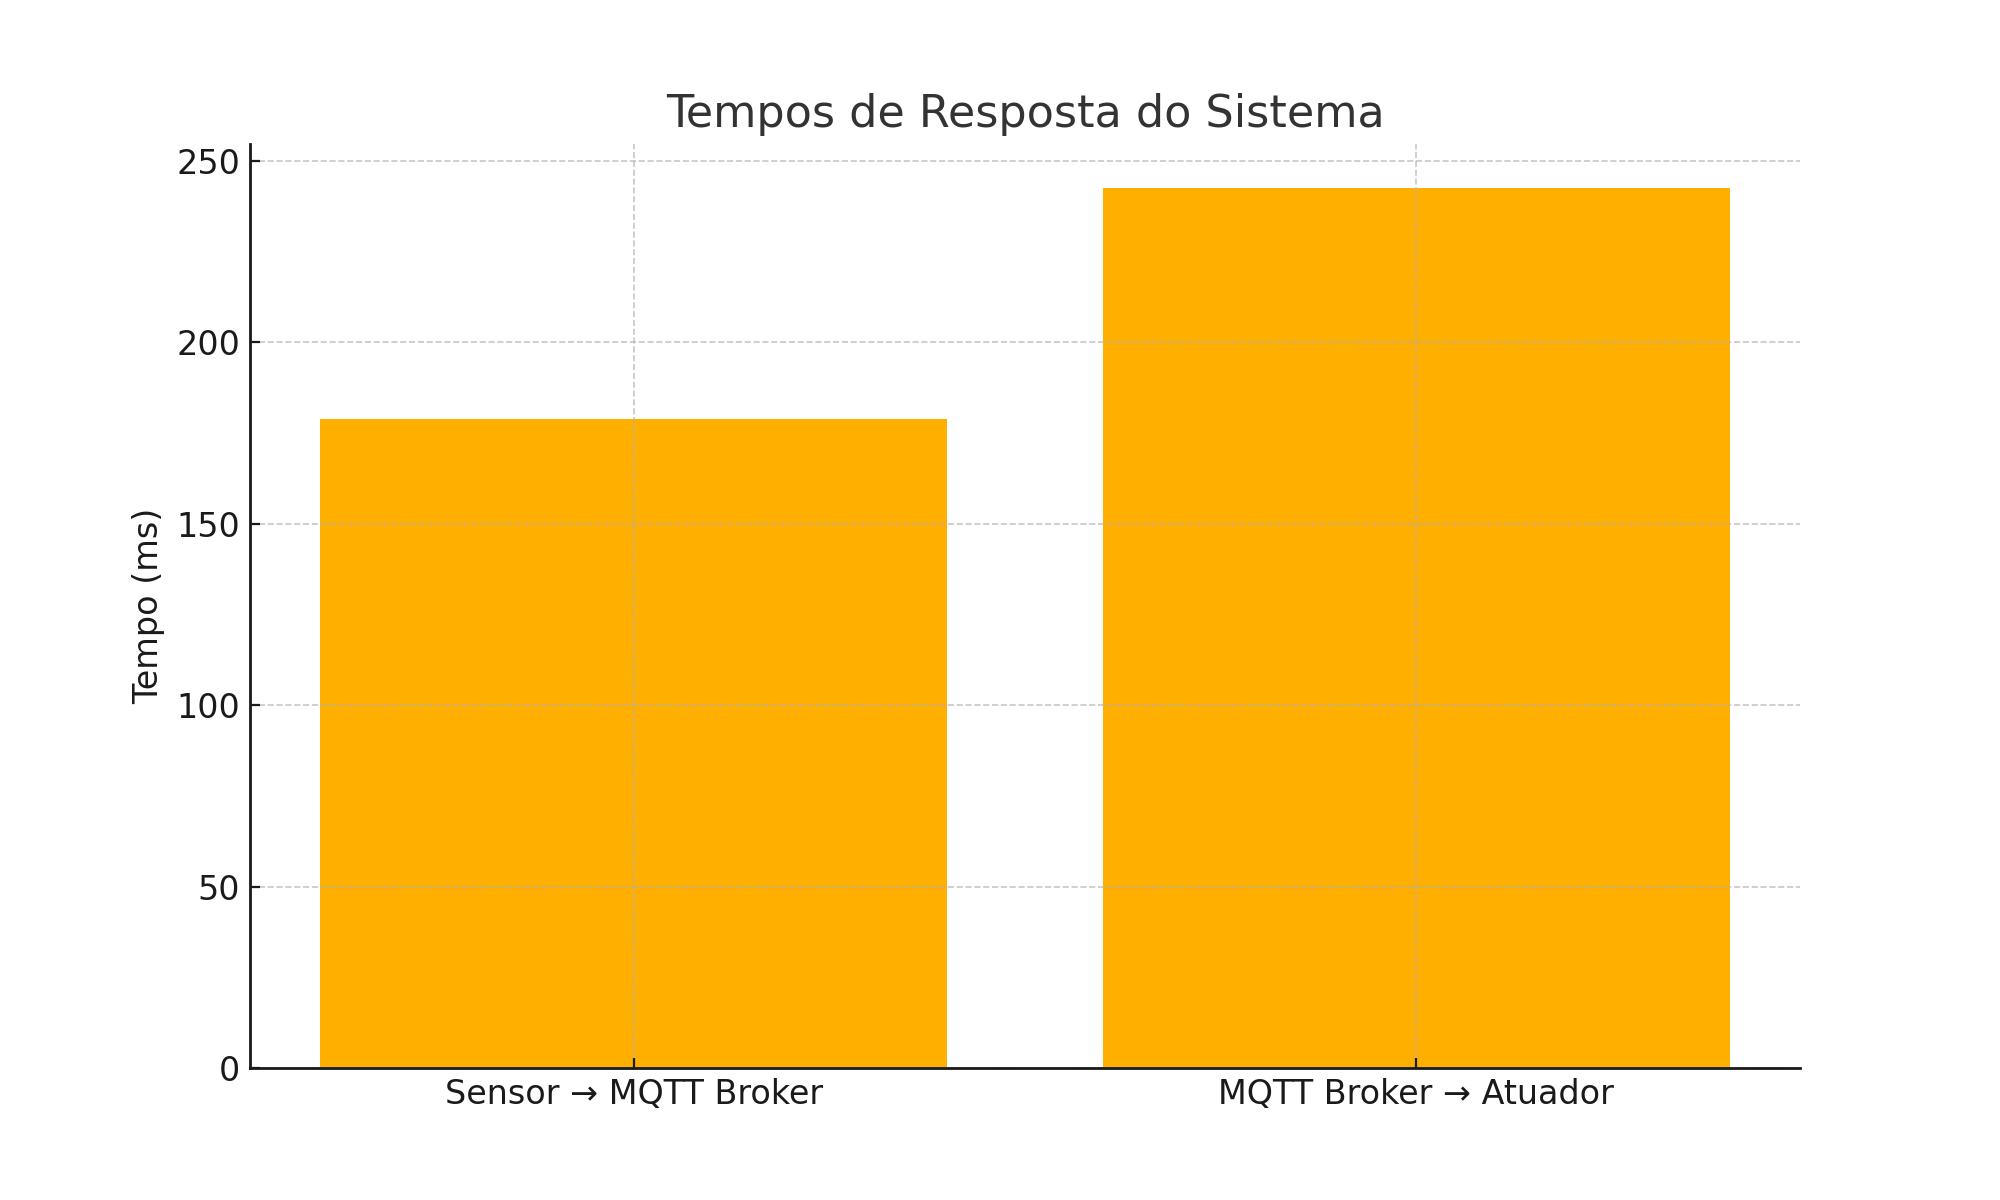 Tempos de Resposta do Sistema
250
200
150
100
50
0
Tempo (ms)
Sensor → MQTT Broker
MQTT Broker → Atuador